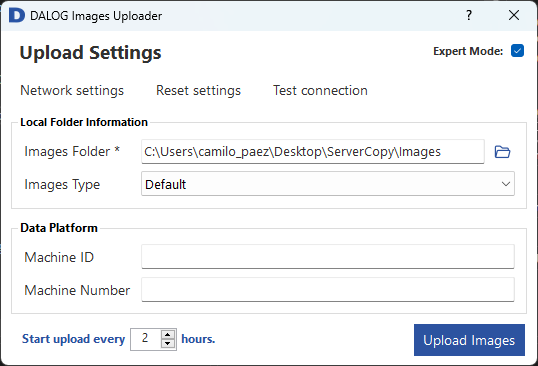 DALOG Images Uploader ?
Upload Settings Expert Mode:
Network settings Reset settings Test connection
Local Folder Information
Images Folder * C:\Users\camilo_paez\Desktop\ServerCopy\Images
Images Type Default
Data Platform
Machine ID
Machine Number
Start upload every 2 hours. Upload Images